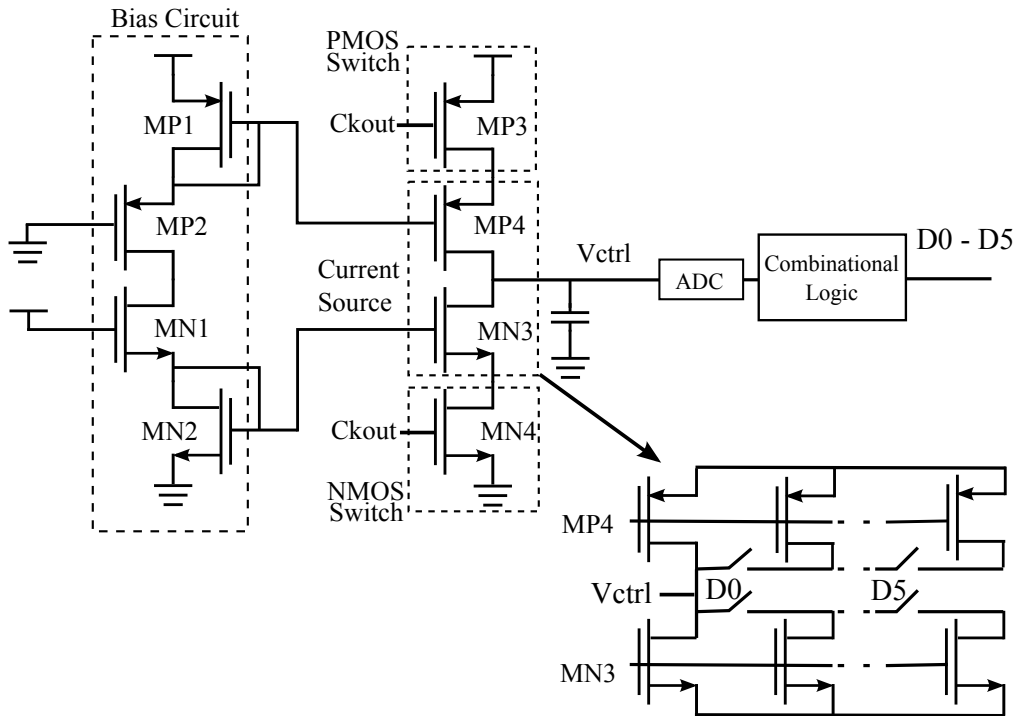 Bias Circuit
PMOS
Switch
MP1
Ckout
MP3
MP2
MP4
Vctrl
D0 - D5
Current
Source
ADC
Combinational
Logic
MN1
MN3
MN2
Ckout
MN4
NMOS
Switch
MP4
Vctrl
D0
D5
MN3